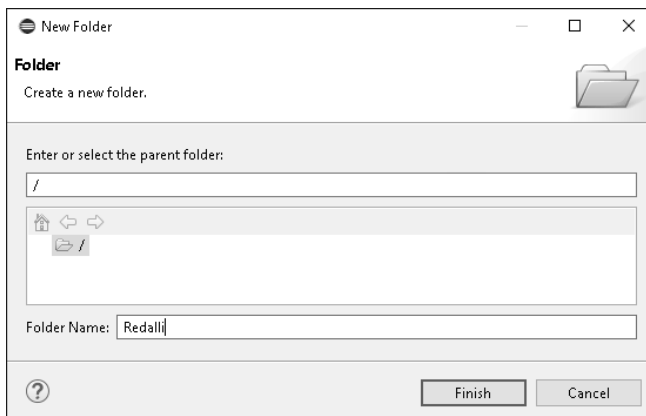 New Folder
Folder
Create a new folder.
Enter or select the parent folder:
/
/
Folder Name: Redalli
Finish Cancel